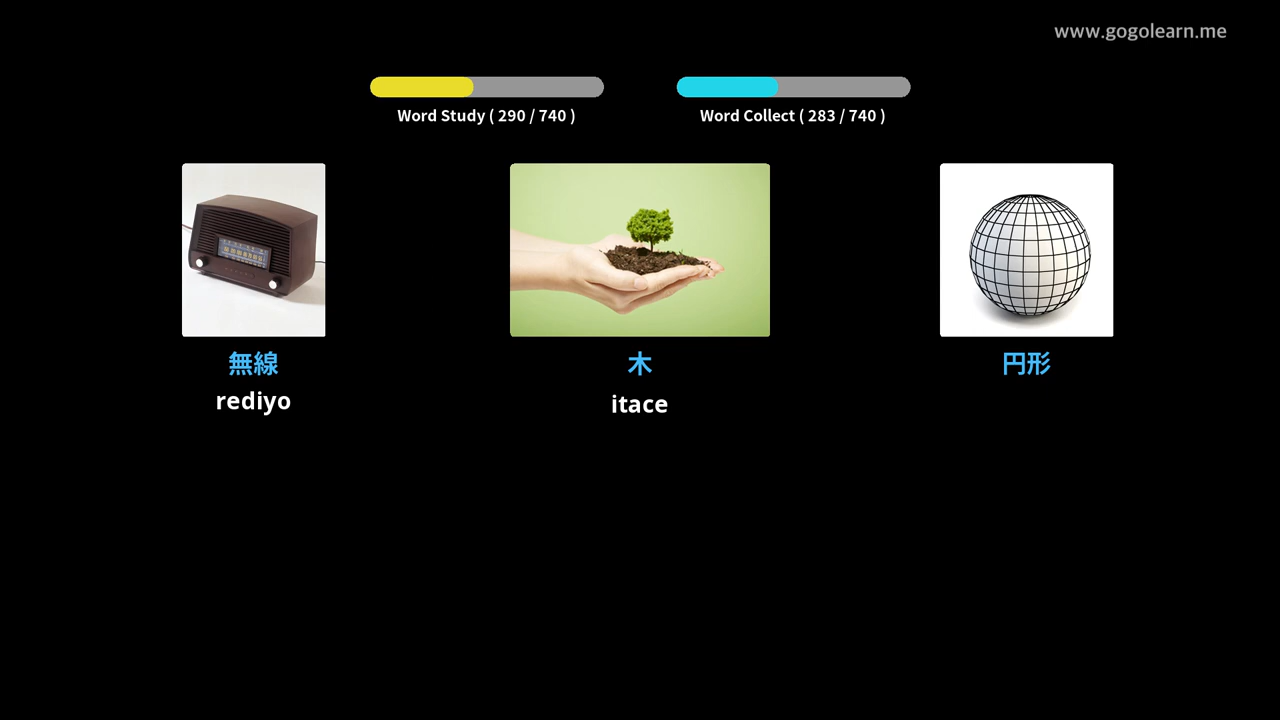 www.gogolearn.me
Word Study ( 290 / 740 )
Word Collect ( 283 / 740 )
無線
rediyo
木
itace
円形